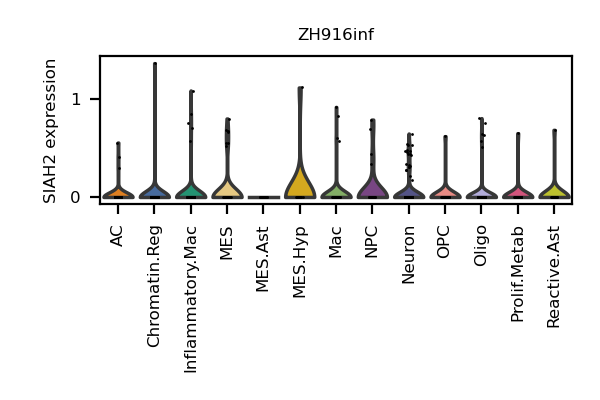 ZH916inf
SIAH2 expression
1
0
AC
Chromatin.Reg
Inflammatory.Mac
MES
MES.Ast
MES.Hyp
Mac
NPC
Neuron
OPC
Oligo
Prolif.Metab
Reactive.Ast